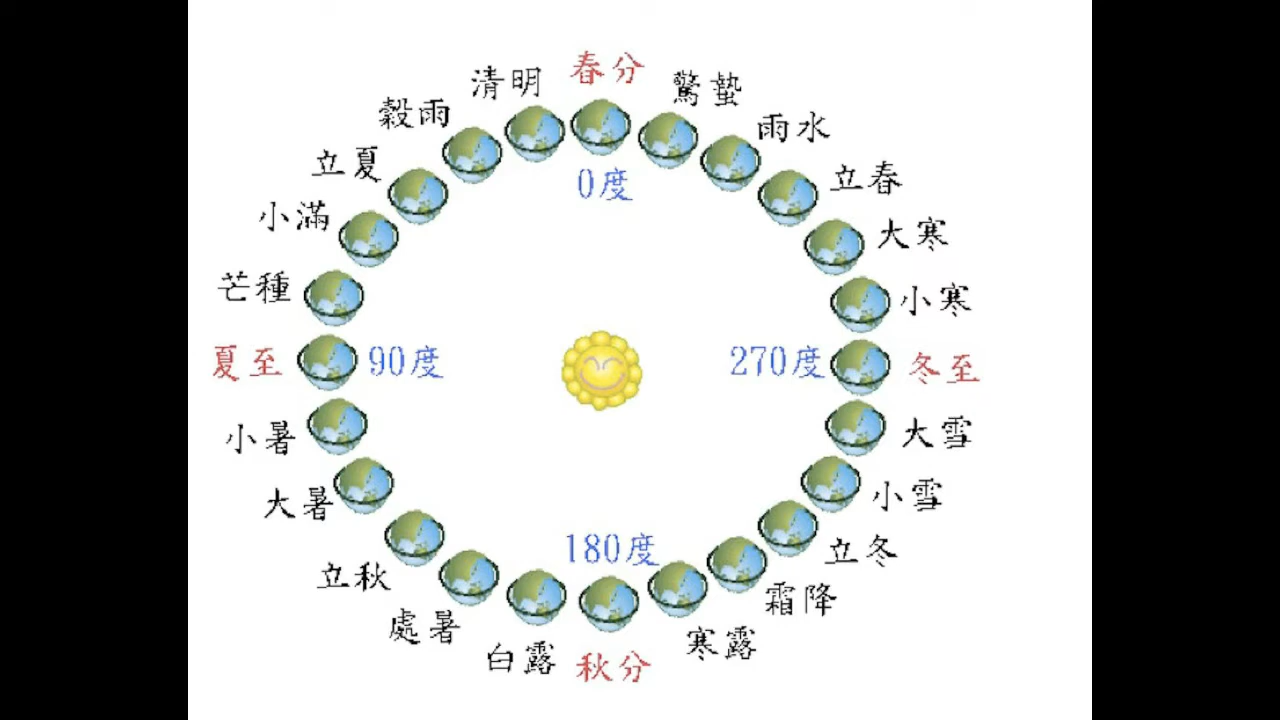 春分
清明
驚蟄
穀雨
雨水
立夏
立春
0度
小滿
大寒
芒種
小寒
夏至
90度
270度
冬至
小暑
大雪
大暑
小雪
180度
立冬
立秋
霜降
處暑
寒露
白露
秋分